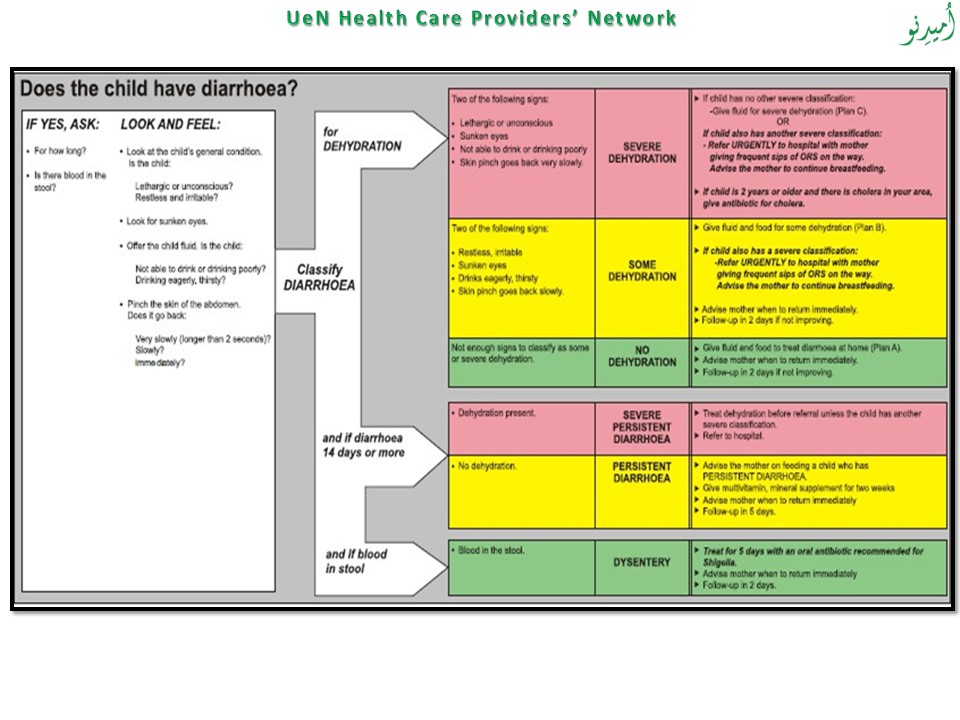 UeN Health Care Providers' Network
اُمیدِنو
Does the child have diarrhoea?
IF YES, ASK:
• For how long?
• Is there blood in the
stool?
LOOK AND FEEL:
• Look at the child's general condition.
Is the child:
Lethargic or unconscious?
Restless and irritable?
• Look for sunken eyes.
• Offer the child fluid. Is the child:
Not able to drink or drinking poorly?
Drinking eagerly, thirsty?
• Pinch the skin of the abdomen.
Does it go back:
Very slowly (longer than 2 seconds)?
Slowly?
Immediately?
Classify
DIARRHOEA
for
DEHYDRATION
Two of the following signs:
• Lethargic or unconscious
• Sunken eyes
• Not able to drink or drinking poorly
• Skin pinch goes back very slowly.
SEVERE
DEHYDRATION
► If child has no other severe classification:
-Give fluid for severe dehydration (Plan C).
OR
If child also has another severe classification:
- Refer URGENTLY to hospital with mother
giving frequent sips of ORS on the way.
Advise the mother to continue breastfeeding.
► If child is 2 years or older and there is cholera in your area,
give antibiotic for cholera.
Two of the following signs:
• Restless, irritable
• Sunken eyes
• Drinks eagerly, thirsty
• Skin pinch goes back slowly.
SOME
DEHYDRATION
► Give fluid and food for some dehydration (Plan B).
► If child also has a severe classification:
-Refer URGENTLY to hospital with mother
giving frequent sips of ORS on the way.
Advise the mother to continue breastfeeding.
► Advise mother when to return immediately.
► Follow-up in 2 days if not improving.
Not enough signs to classify as some
or severe dehydration.
NO
DEHYDRATION
► Give fluid and food to treat diarrhoea at home (Plan A).
► Advise mother when to return immediately.
► Follow-up in 2 days if not improving.
and if diarrhoea
14 days or more
• Dehydration present.
SEVERE
PERSISTENT
DIARRHOEA
► Treat dehydration before referral unless the child has another
severe classification.
► Refer to hospital.
• No dehydration.
PERSISTENT
DIARRHOEA
► Advise the mother on feeding a child who has
PERSISTENT DIARRHOEA.
► Give multivitamin, mineral supplement for two weeks
► Advise mother when to return immediately
► Follow-up in 5 days.
and if blood
in stool
• Blood in the stool.
DYSENTERY
► Treat for 5 days with an oral antibiotic recommended for
Shigella.
► Advise mother when to return immediately
► Follow-up in 2 days.